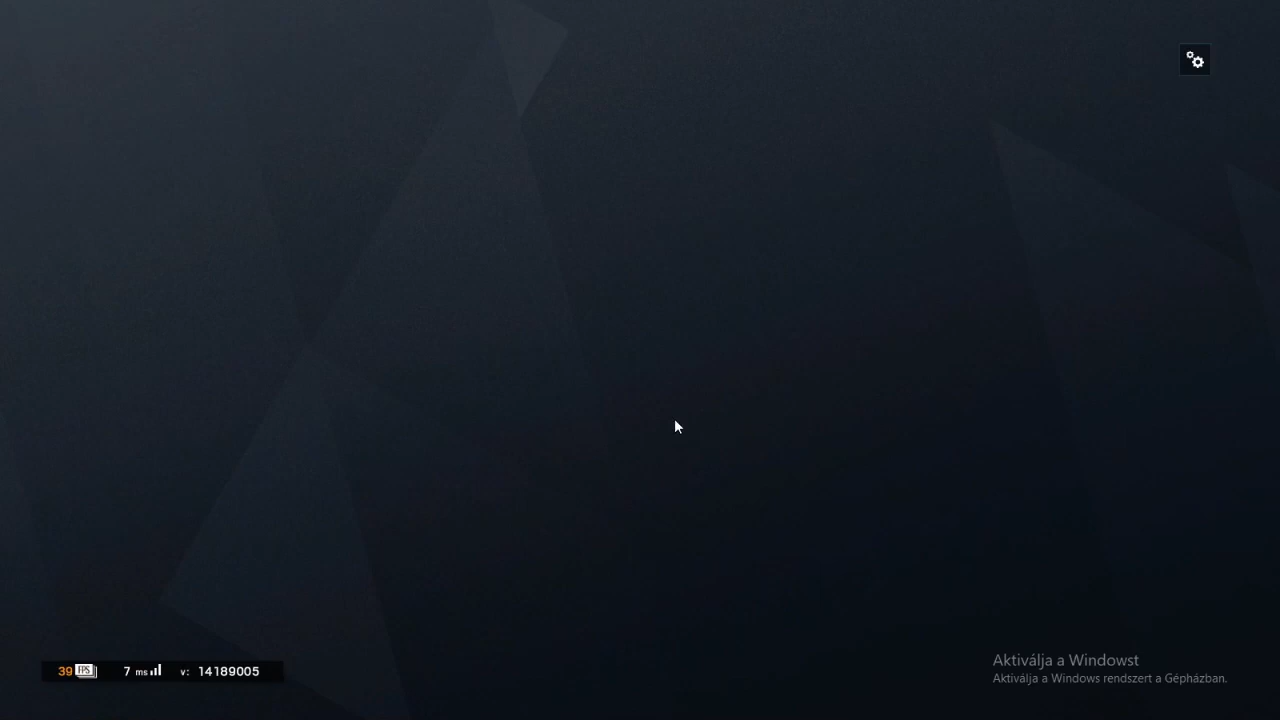 39 FPS 7 ms v: 14189005
Aktiválja a Windowst
Aktiválja a Windows rendszert a Gépházban.